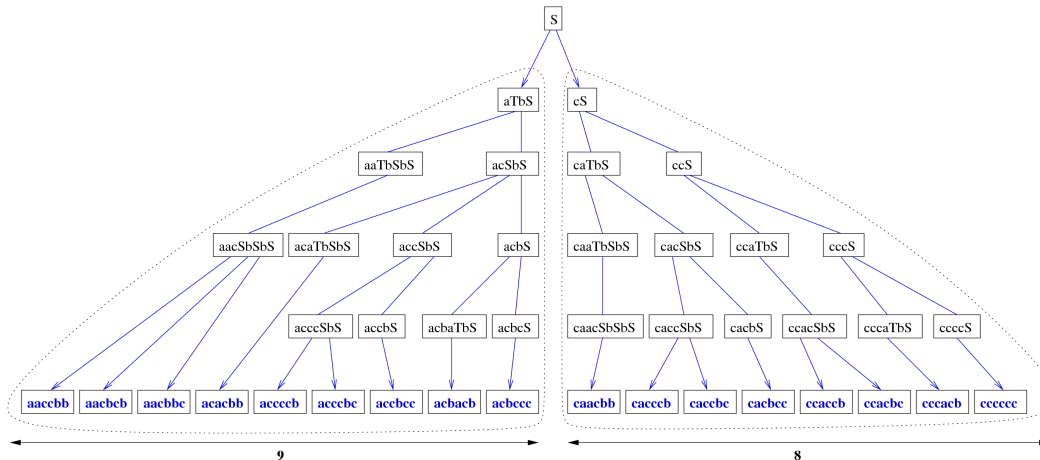 S
aTbS cS
aaTbSbS acSbS caTbS ccS
aacSbSbS acaTbSbS accSbS acbS caaTbSbS cacSbS ccaTbS cccS
acccSbS accbS acbaTbS acbcS caacSbSbS caccSbS cacbS ccacSbS cccaTbS ccccS
aaccbb aacbcb aacbbc acacbb accccb acccbc accbcc acbacb acbccc caacbb cacccb caccbc cacbcc ccaccb ccacbc cccacb cccccc
9 8